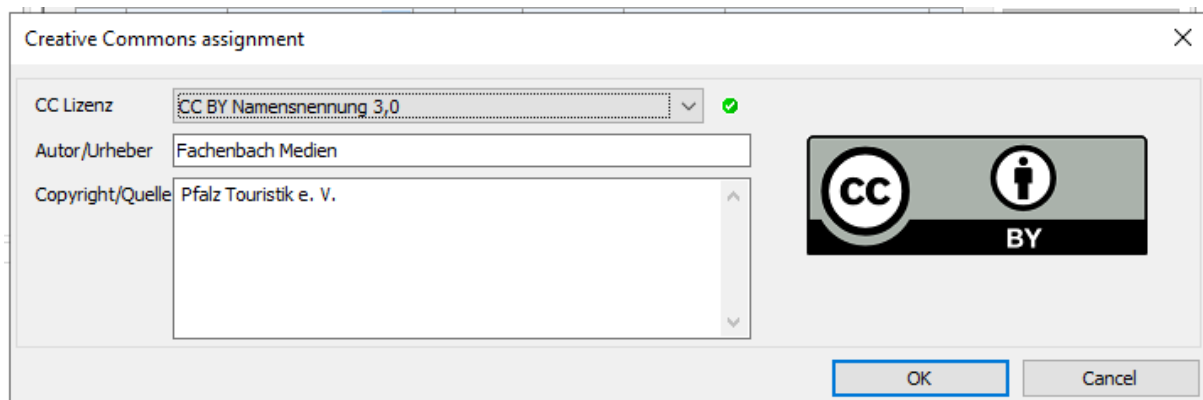 Creative Commons assignment
CC Lizenz
CC BY Namensnennung 3,0
Autor/Urheber
Fachenbach Medien
Copyright/Quelle
Pfalz Touristik e. V.
CC
BY
OK
Cancel